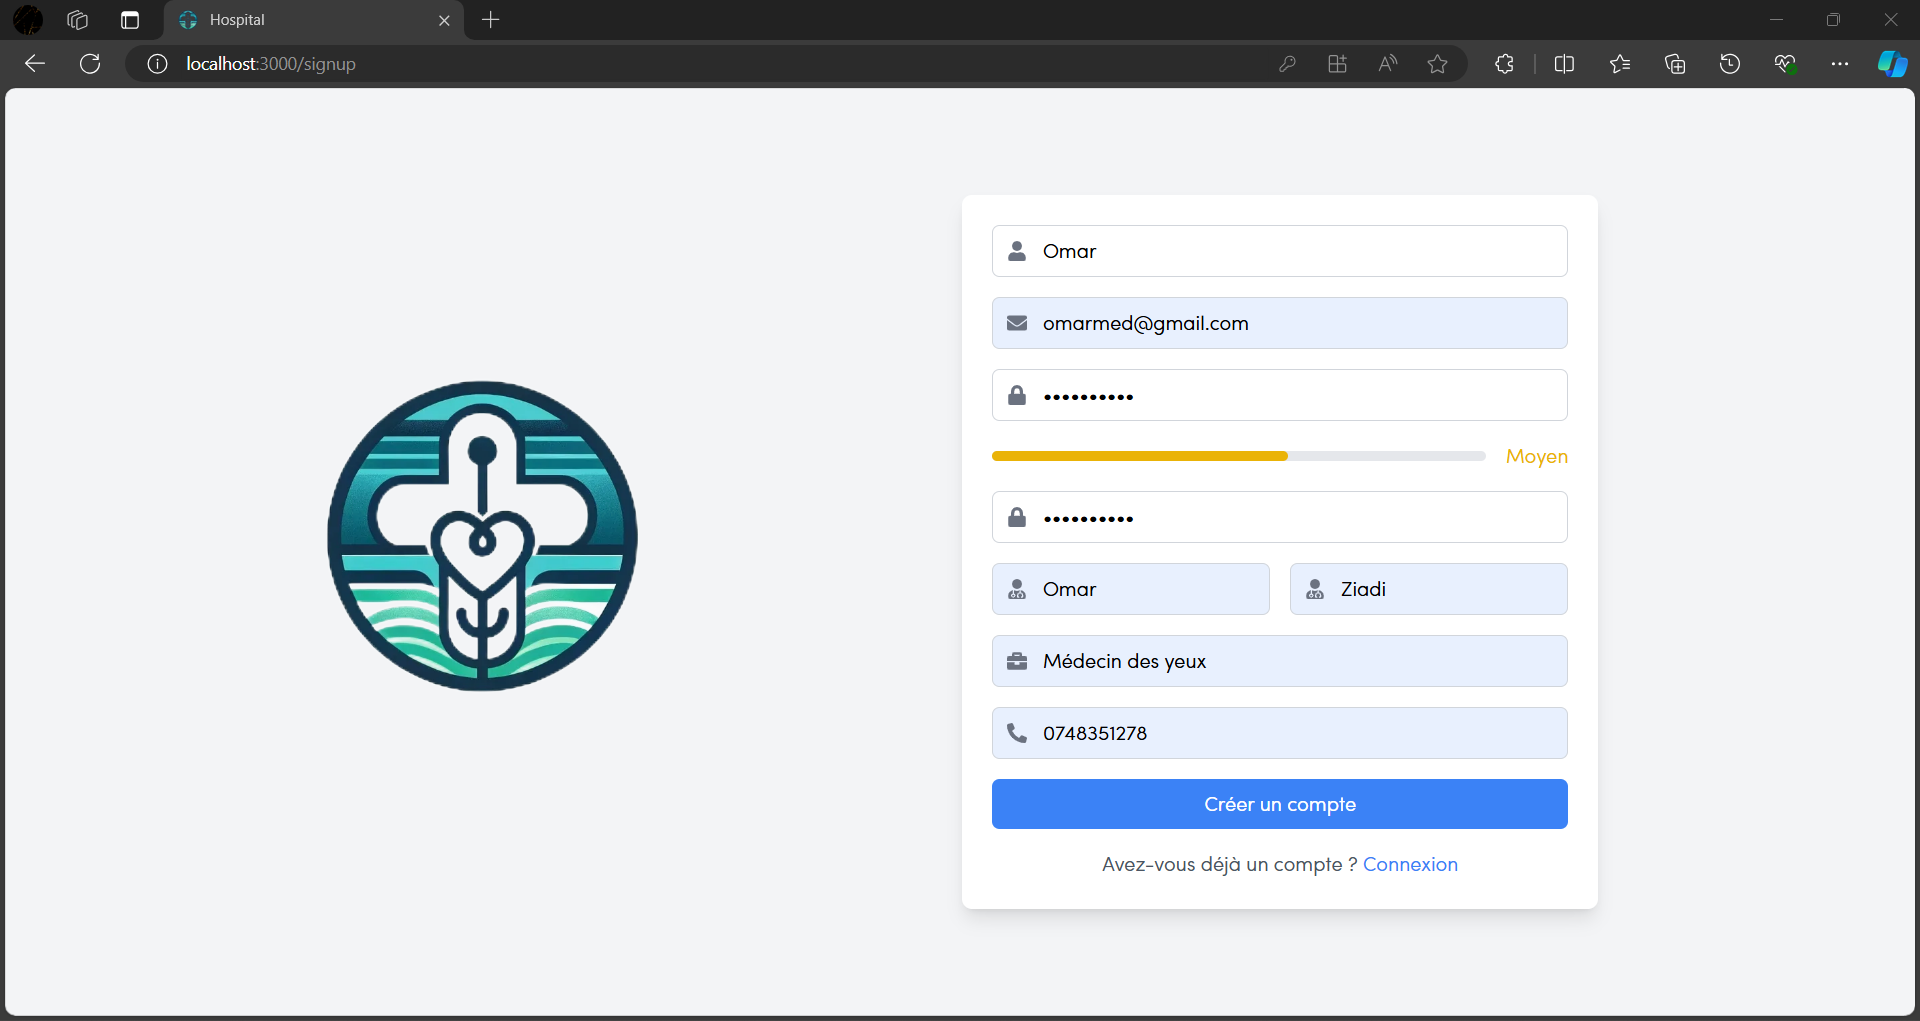 Hospital
localhost:3000/signup
Omar
omarmed@gmail.com
••••••••••
Moyen
••••••••••
Omar Ziadi
Médecin des yeux
0748351278
Créer un compte
Avez-vous déjà un compte ? Connexion